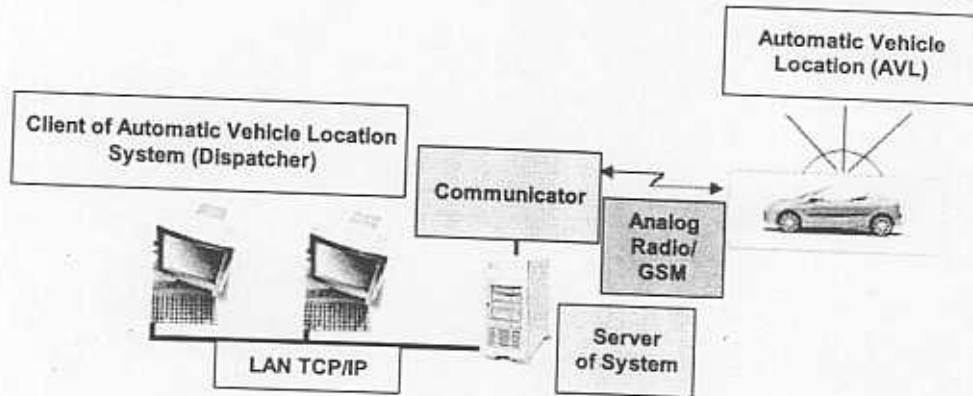 Automatic Vehicle
Location (AVL)
Client of Automatic Vehicle Location
System (Dispatcher)
Communicator
Analog
Radio/
GSM
Server
of System
LAN TCP/IP